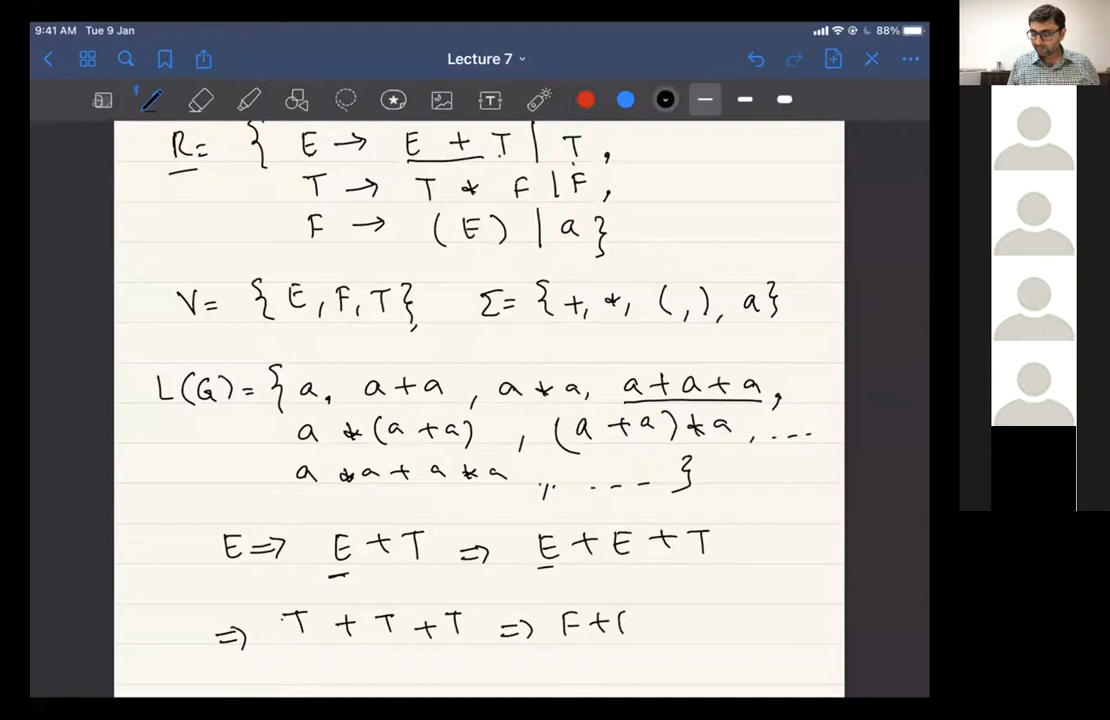 9:41 AM Tue 9 Jan 88%
Lecture 7
R= { E → E + T | T ,
T → T * F | F ,
F → (E) | a }
V= { E, F, T }, Σ= { +, *, (, ), a }
L(G) = { a, a+a , a * a, a+a+a ,
a * (a +a) , (a +a) * a , ....
a * a + a * a ,, .... }
E ⇒ E + T ⇒ E + E + T
⇒ T + T + T ⇒ F + (